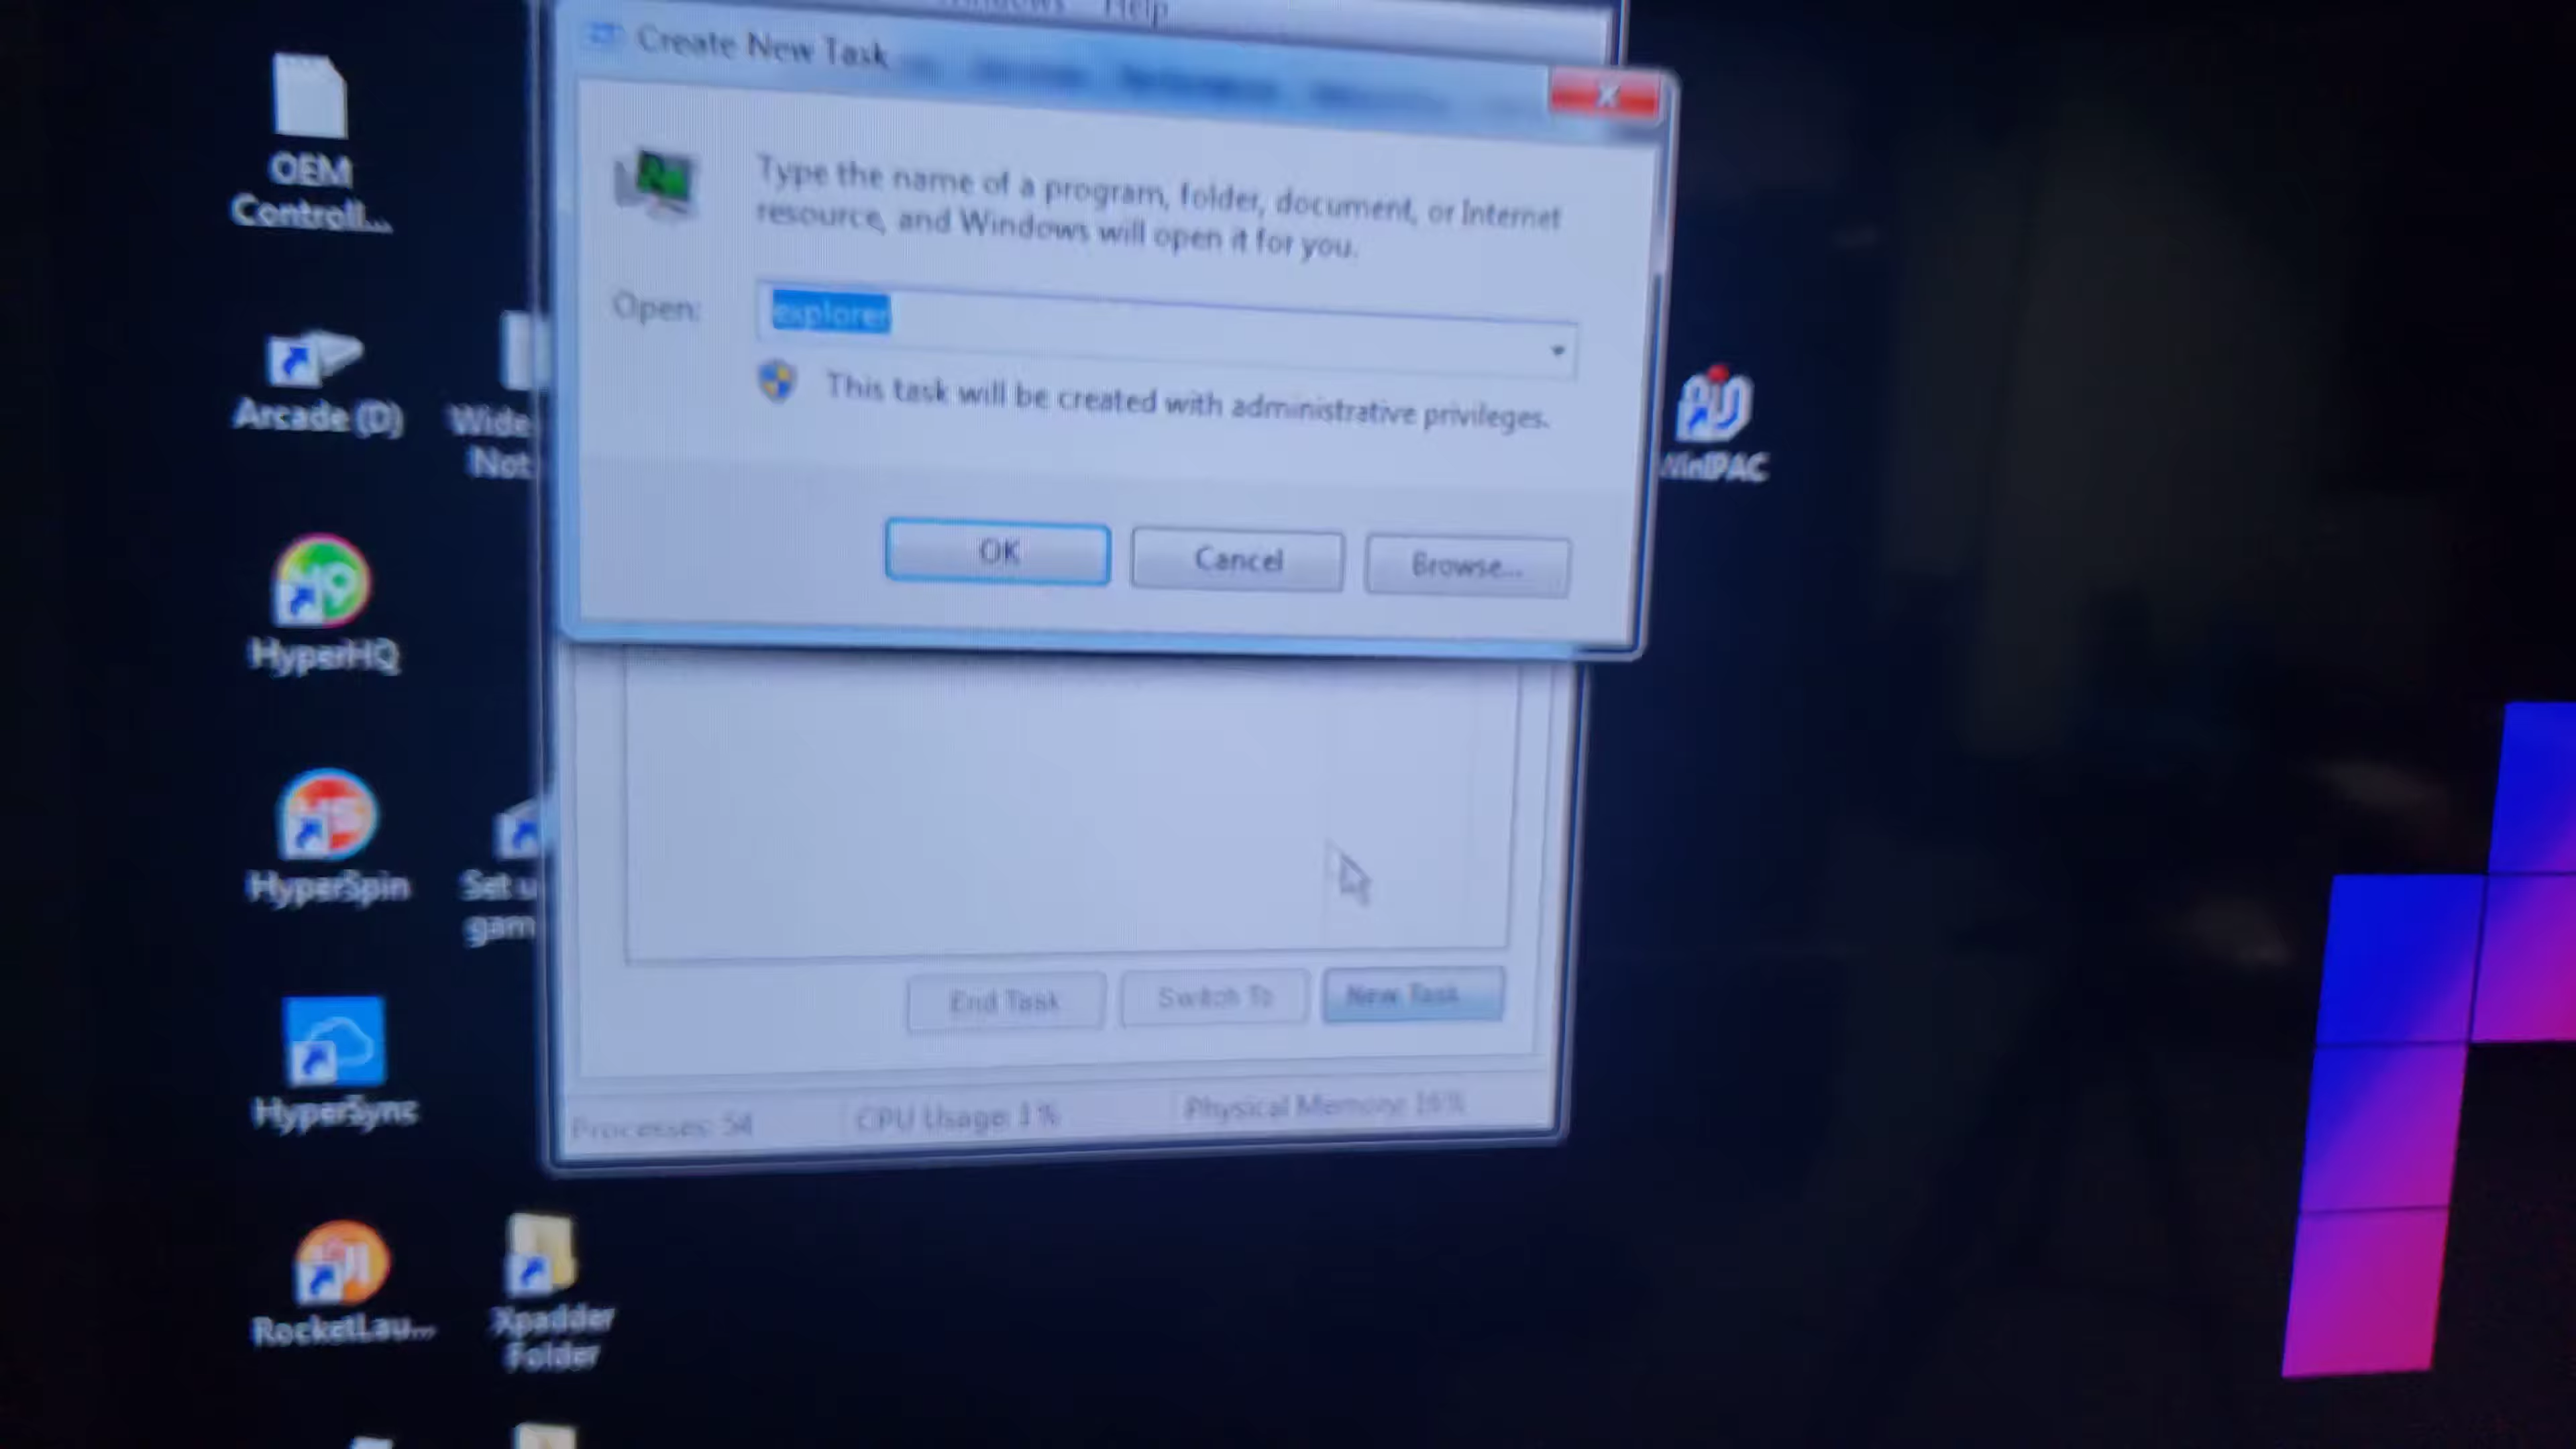 Help
Create New Task
Type the name of a program, folder, document, or Internet
resource, and Windows will open it for you.
Open:
explorer
This task will be created with administrative privileges.
OK
Cancel
Browse...
End Task
Switch To
New Task
Processes: 54
CPU Usage: 1%
Physical Memory: 16%
OEM
Controll...
Arcade (D)
Wide
Not
HyperHQ
HS
HyperSpin
Set u
gam
HyperSync
RocketLau...
Xpadder
Folder
WinIPAC